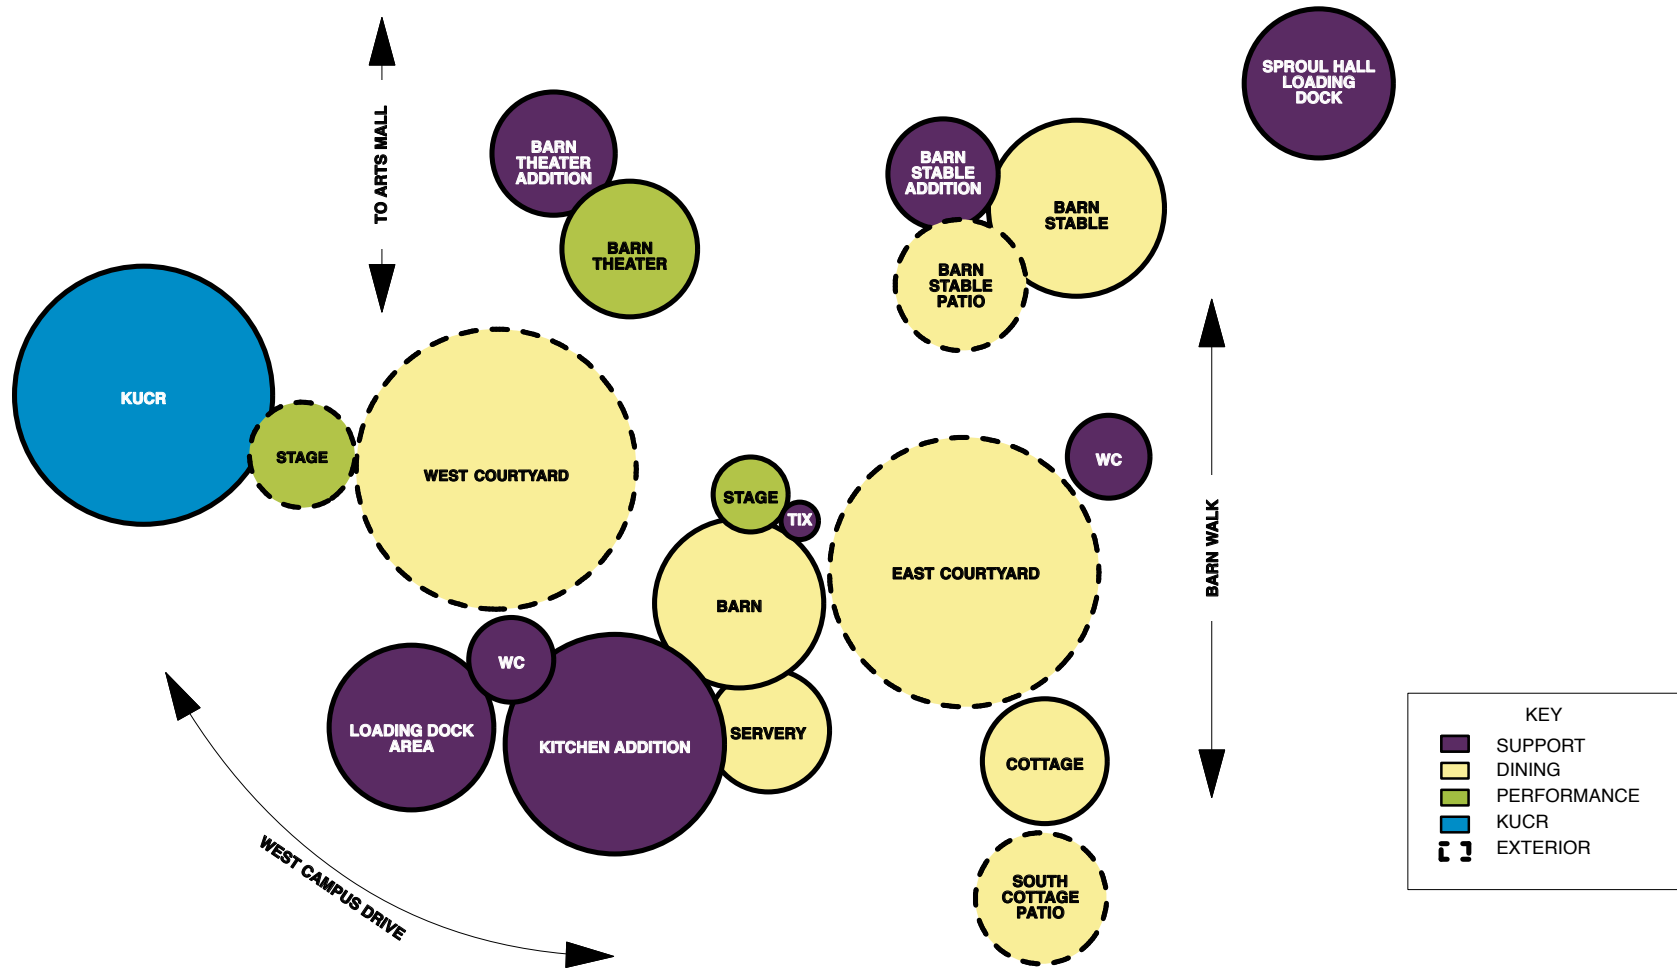 SPROUL HALL
LOADING
DOCK
TO ARTS MALL
BARN
THEATER
ADDITION
BARN
STABLE
ADDITION
BARN
STABLE
BARN
THEATER
BARN
STABLE
PATIO
KUCR
STAGE
WEST COURTYARD
STAGE
TIX
WC
EAST COURTYARD
BARN WALK
BARN
WC
LOADING DOCK
AREA
KITCHEN ADDITION
SERVERY
COTTAGE
SOUTH
COTTAGE
PATIO
WEST CAMPUS DRIVE
KEY
SUPPORT
DINING
PERFORMANCE
KUCR
EXTERIOR